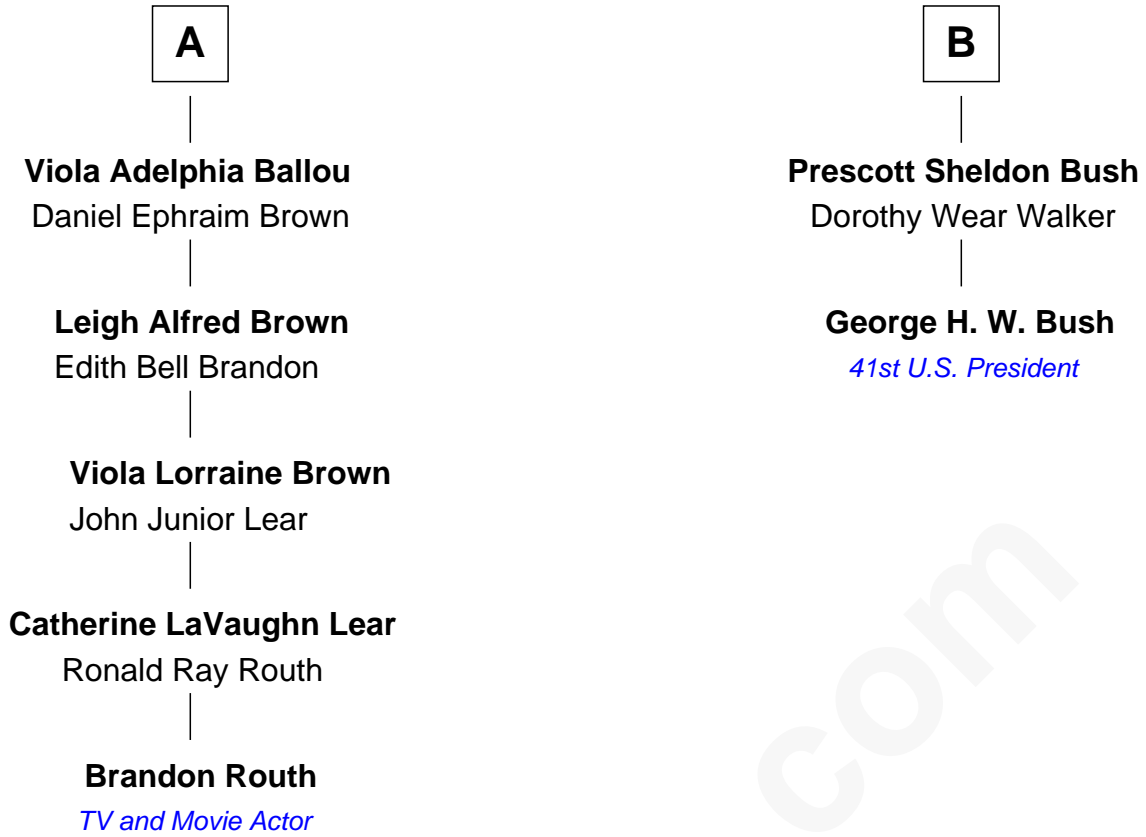 A
Viola Adelphia Ballou
Daniel Ephraim Brown
Leigh Alfred Brown
Edith Bell Brandon
Viola Lorraine Brown
John Junior Lear
Catherine LaVaughn Lear
Ronald Ray Routh
Brandon Routh
TV and Movie Actor
B
Prescott Sheldon Bush
Dorothy Wear Walker
George H. W. Bush
41st U.S. President
com